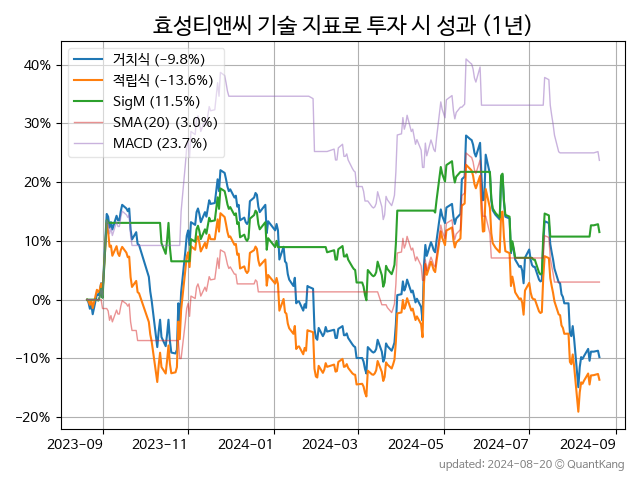 효성티앤씨 기술 지표로 투자 시 성과 (1년)
40%
30%
20%
10%
0%
−10%
−20%
거치식 (-9.8%)
적립식 (-13.6%)
SigM (11.5%)
SMA(20) (3.0%)
MACD (23.7%)
2023-09
2023-11
2024-01
2024-03
2024-05
2024-07
2024-09
updated: 2024-08-20 © QuantKang